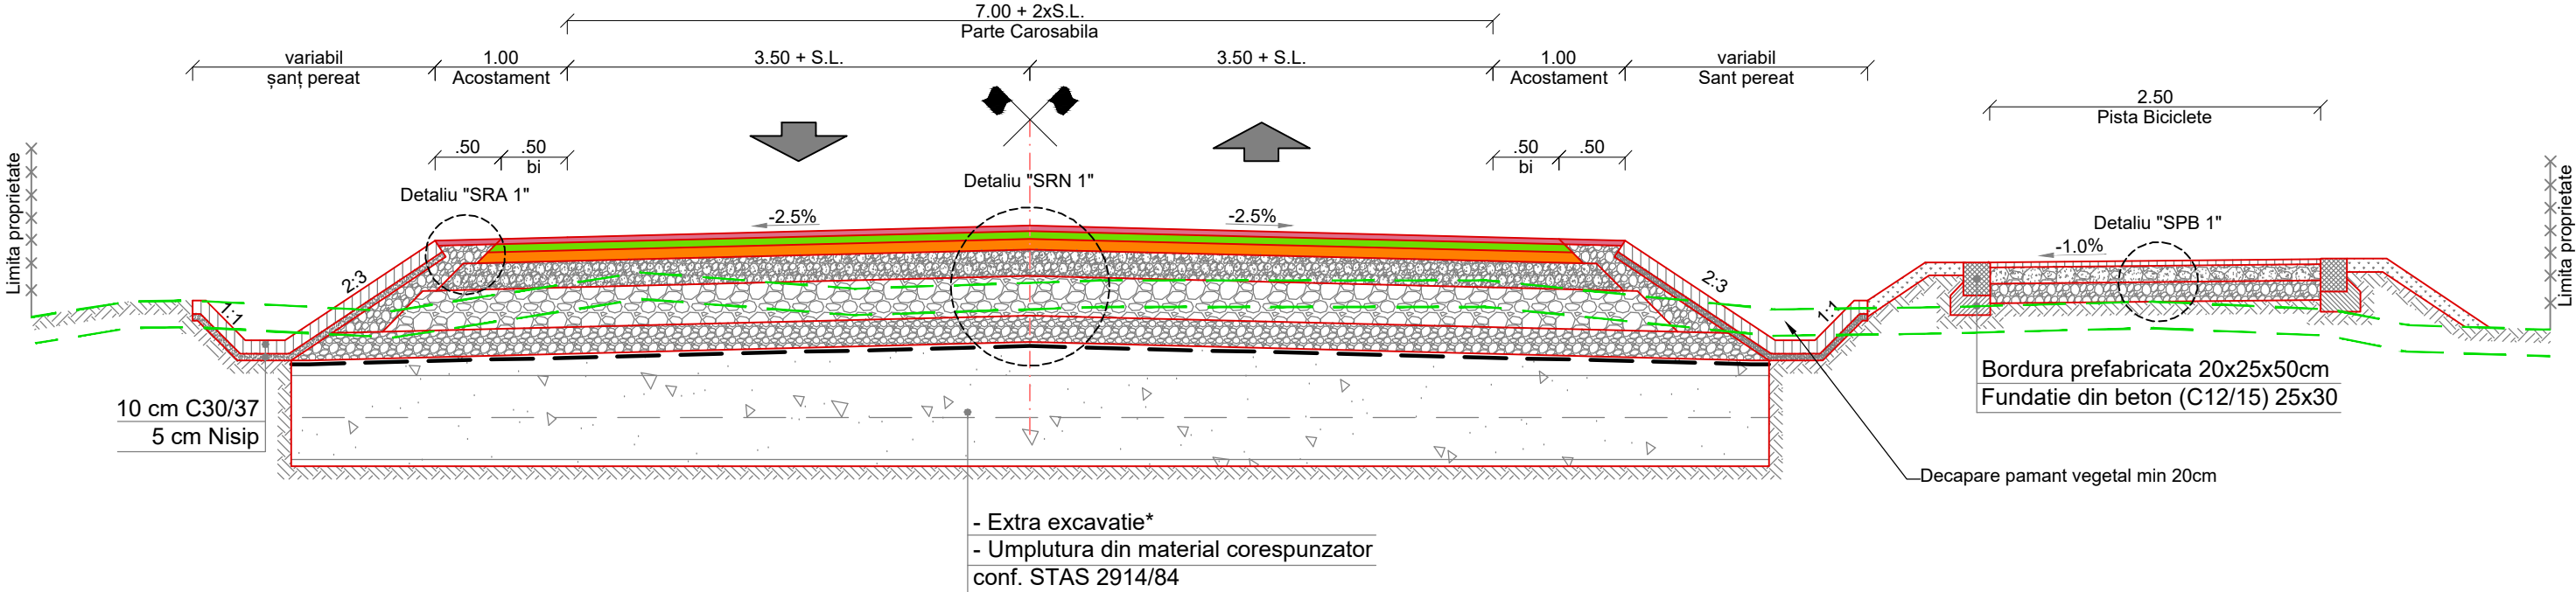 7.00 + 2xS.L.
Parte Carosabila
variabil
șanț pereat
1.00
Acostament
3.50 + S.L.
3.50 + S.L.
1.00
Acostament
variabil
Sant pereat
2.50
Pista Biciclete
.50
.50
bi
.50
bi
.50
Limita proprietate
Detaliu "SRA 1"
Detaliu "SRN 1"
Detaliu "SPB 1"
Limita proprietate
-2.5%
-2.5%
-1.0%
1:1
2:3
2:3
1:1
10 cm C30/37
5 cm Nisip
Bordura prefabricata 20x25x50cm
Fundatie din beton (C12/15) 25x30
Decapare pamant vegetal min 20cm
- Extra excavatie*
- Umplutura din material corespunzator
conf. STAS 2914/84